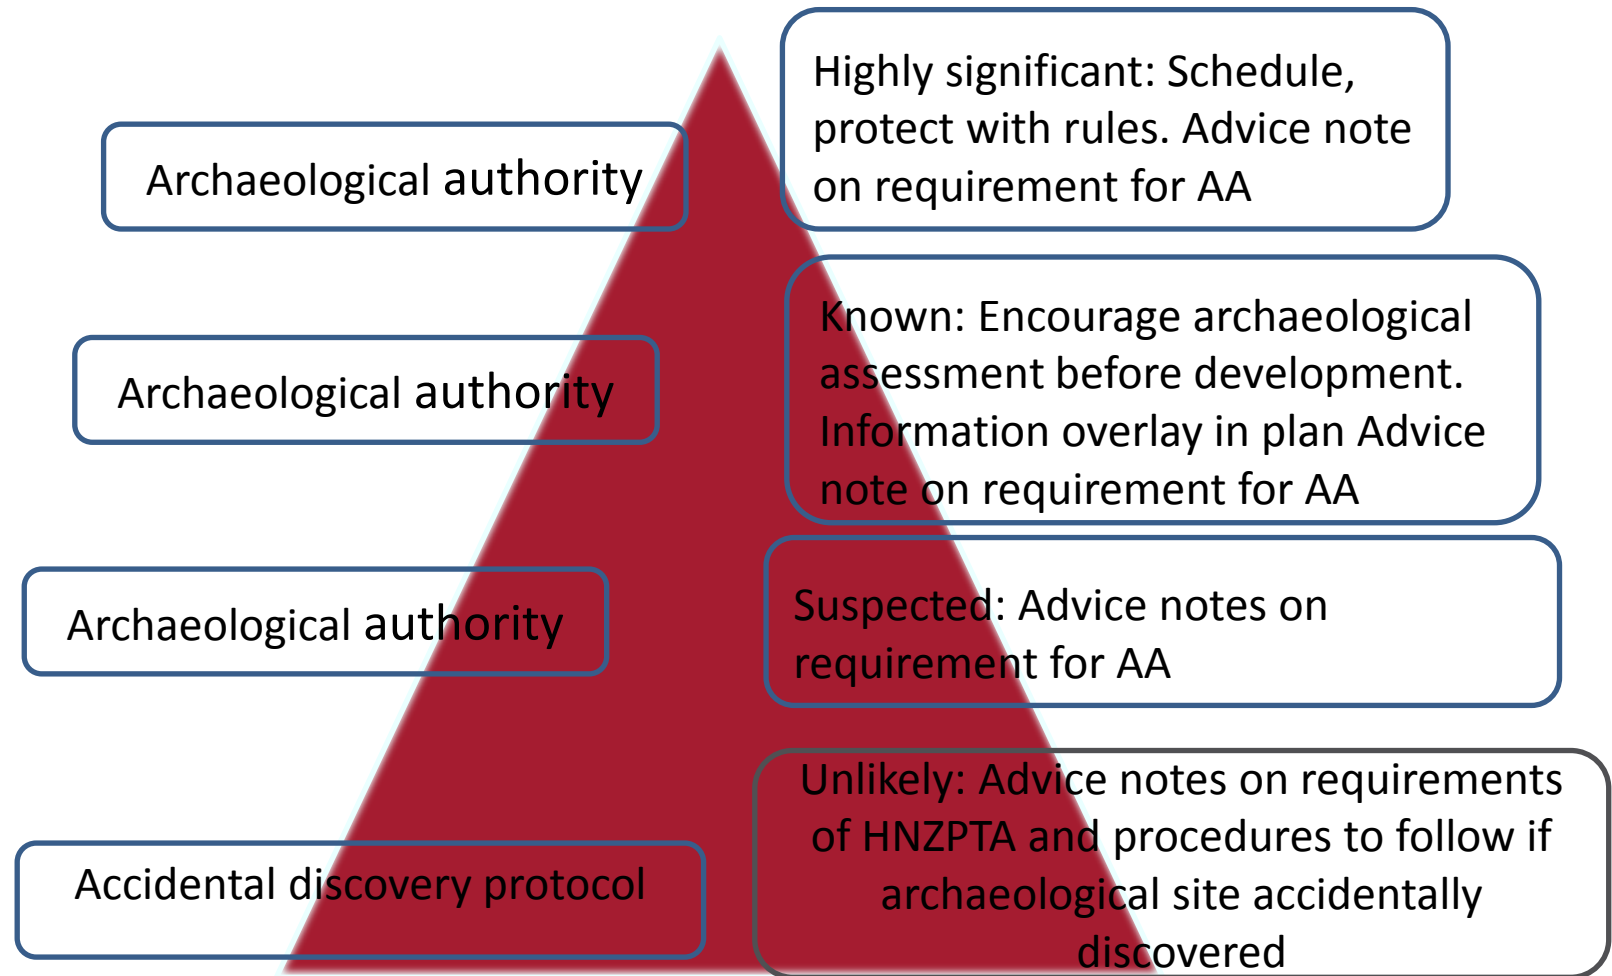 Archaeological authority
Highly significant: Schedule,
protect with rules. Advice note
on requirement for AA
Archaeological authority
Known: Encourage archaeological
assessment before development.
Information overlay in plan Advice
note on requirement for AA
Archaeological authority
Suspected: Advice notes on
requirement for AA
Accidental discovery protocol
Unlikely: Advice notes on requirements
of HNZPTA and procedures to follow if
archaeological site accidentally
discovered